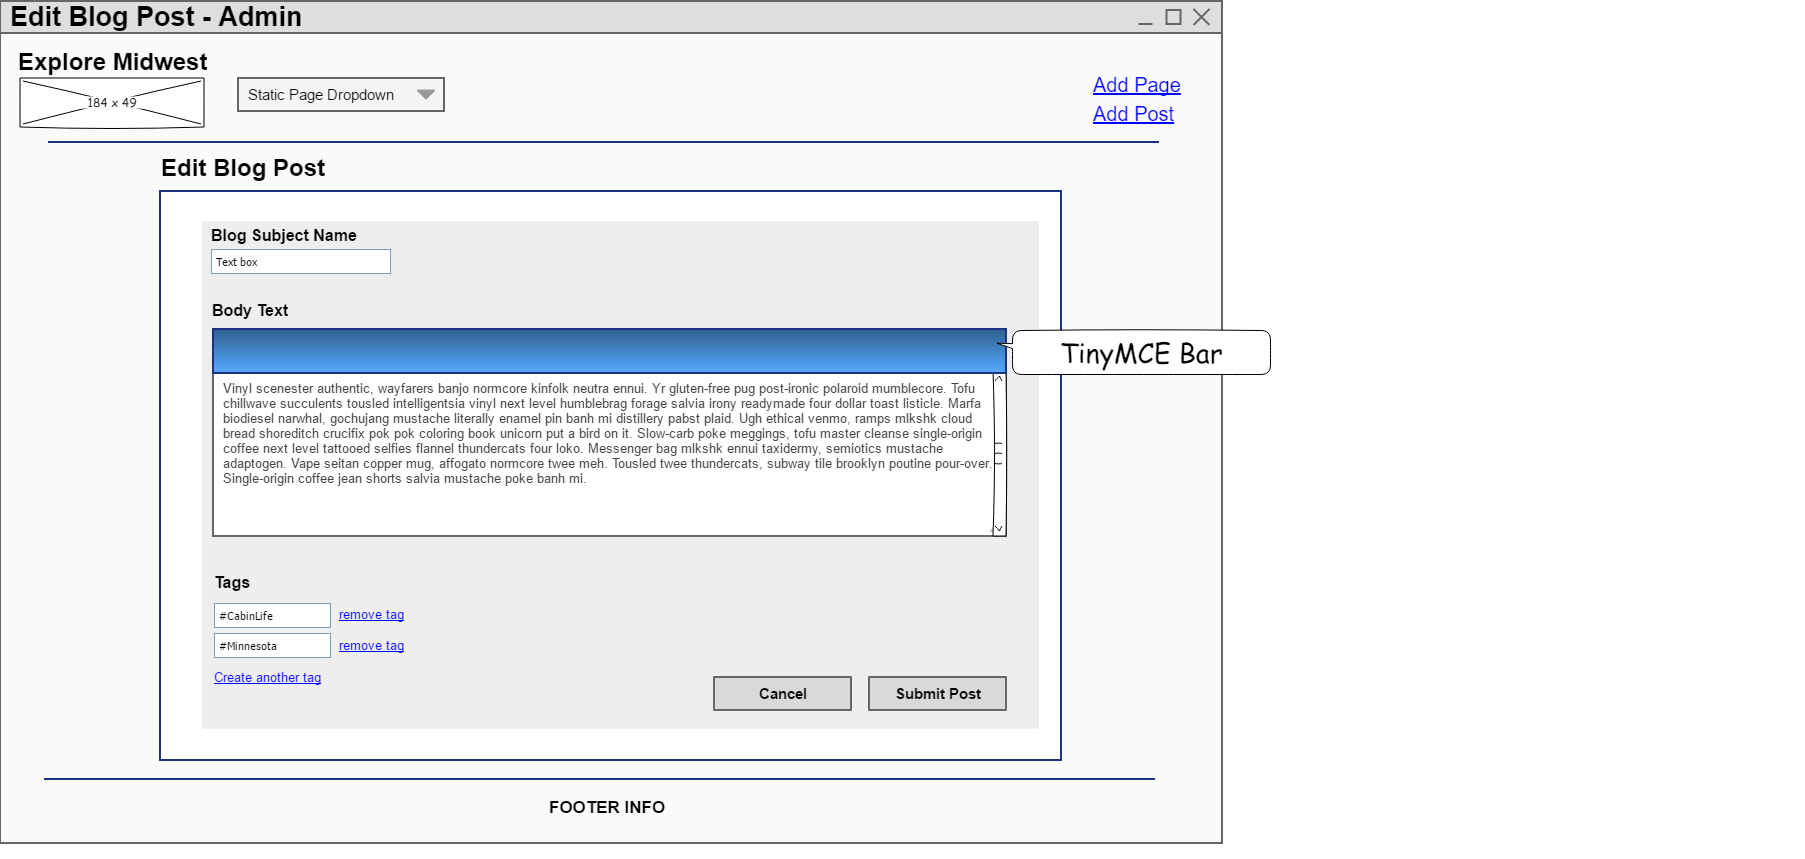 Edit Blog Post - Admin
Explore Midwest
184 x 49
Static Page Dropdown
Add Page
Add Post
Edit Blog Post
Blog Subject Name
Text box
Body Text
TinyMCE Bar
Vinyl scenester authentic, wayfarers banjo normcore kinfolk neutra ennui. Yr gluten-free pug post-ironic polaroid mumblecore. Tofu
chillwave succulents tousled intelligentsia vinyl next level humblebrag forage salvia irony readymade four dollar toast listicle. Marfa
biodiesel narwhal, gochujang mustache literally enamel pin banh mi distillery pabst plaid. Ugh ethical venmo, ramps mlkshk cloud
bread shoreditch crucifix pok pok coloring book unicorn put a bird on it. Slow-carb poke meggings, tofu master cleanse single-origin
coffee next level tattooed selfies flannel thundercats four loko. Messenger bag mlkshk ennui taxidermy, semiotics mustache
adaptogen. Vape seitan copper mug, affogato normcore twee meh. Tousled twee thundercats, subway tile brooklyn poutine pour-over.
Single-origin coffee jean shorts salvia mustache poke banh mi.
Tags
#CabinLife
remove tag
#Minnesota
remove tag
Create another tag
Cancel
Submit Post
FOOTER INFO